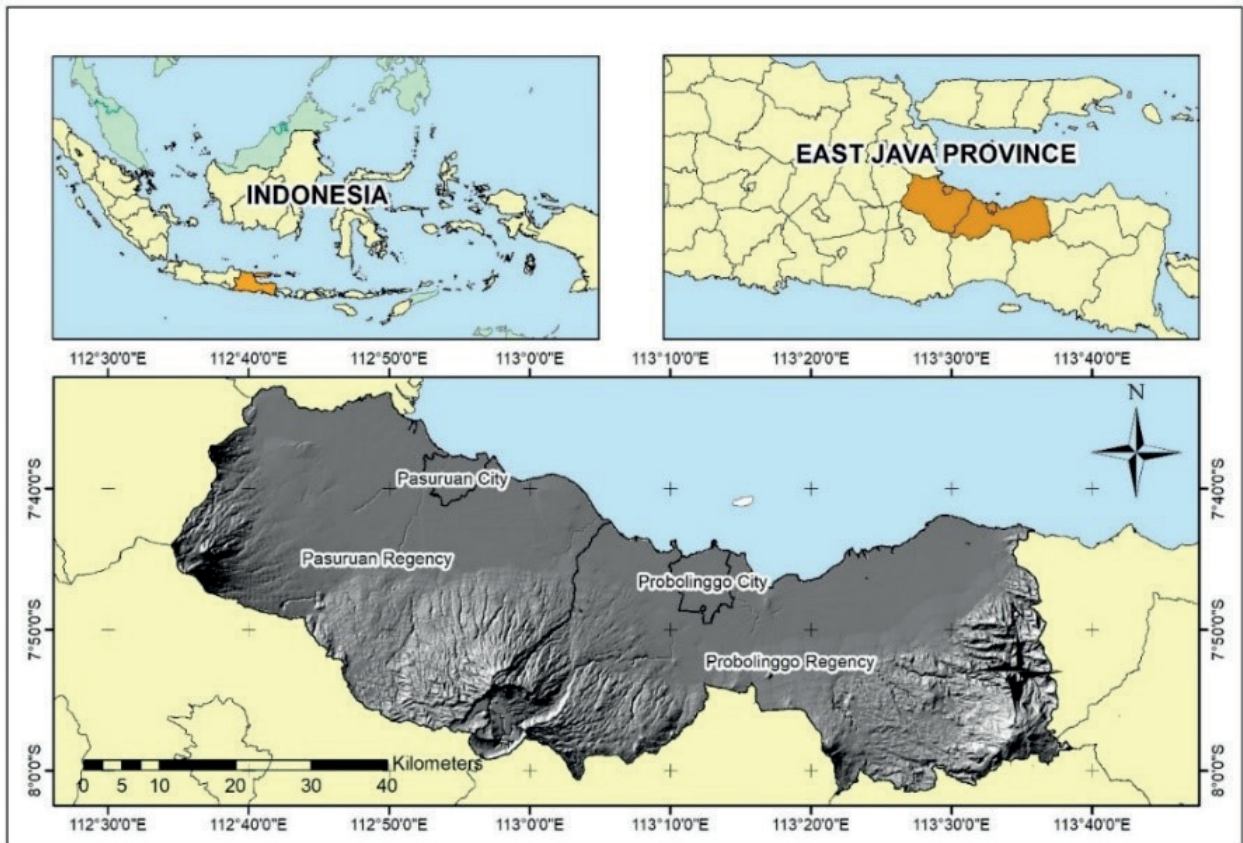 INDONESIA
EAST JAVA PROVINCE
112°30'0"E 112°40'0"E 112°50'0"E 113°0'0"E 113°10'0"E 113°20'0"E 113°30'0"E 113°40'0"E
N
7°40'0"S 7°40'0"S
Pasuruan City
Pasuruan Regency
Probolinggo City
7°50'0"S 7°50'0"S
Probolinggo Regency
Kilometers
8°0'0"S 8°0'0"S
0 5 10 20 30 40
112°30'0"E 112°40'0"E 112°50'0"E 113°0'0"E 113°10'0"E 113°20'0"E 113°30'0"E 113°40'0"E